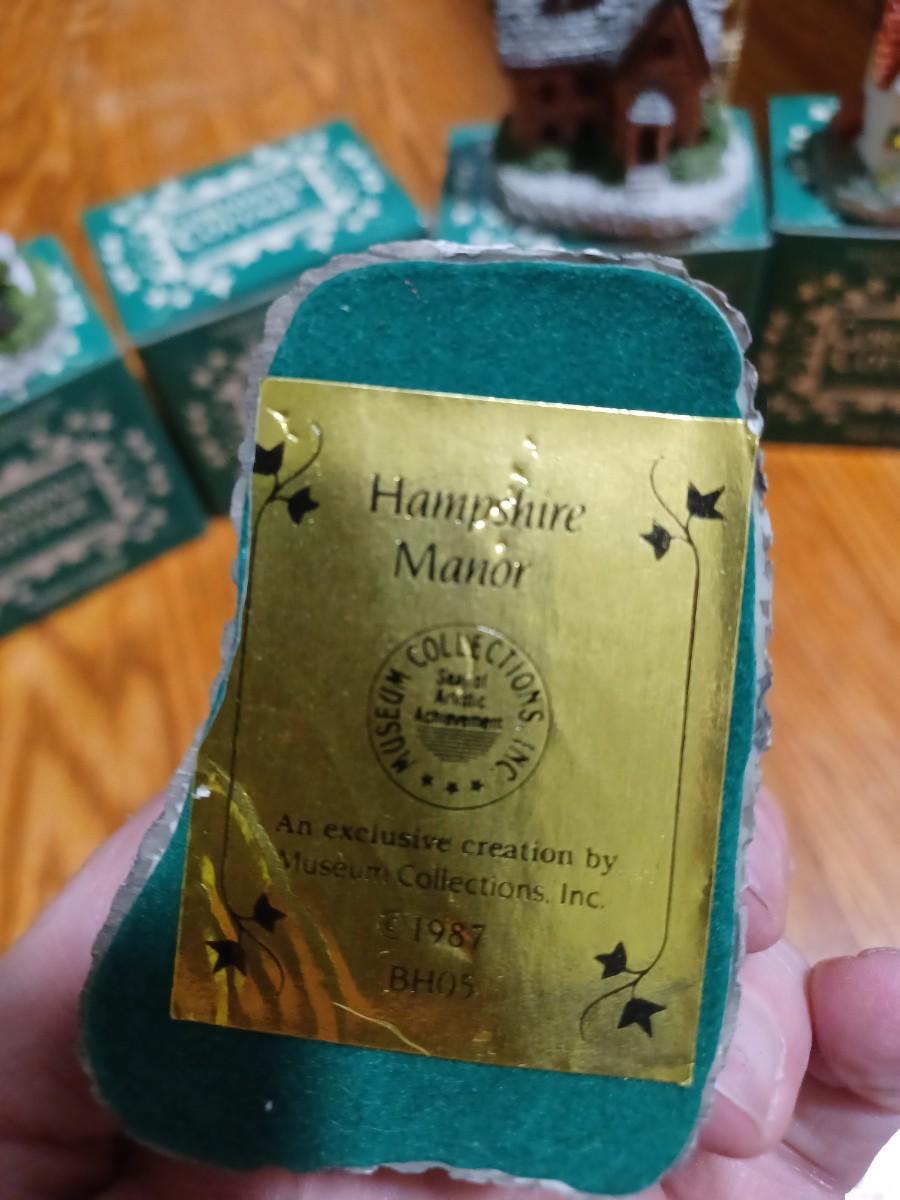 Hampshire
Manor
MUSEUM COLLECTIONS, INC.
Seal of
Artistic
Achievement
An exclusive creation by
Museum Collections, Inc.
© 1987
BH05